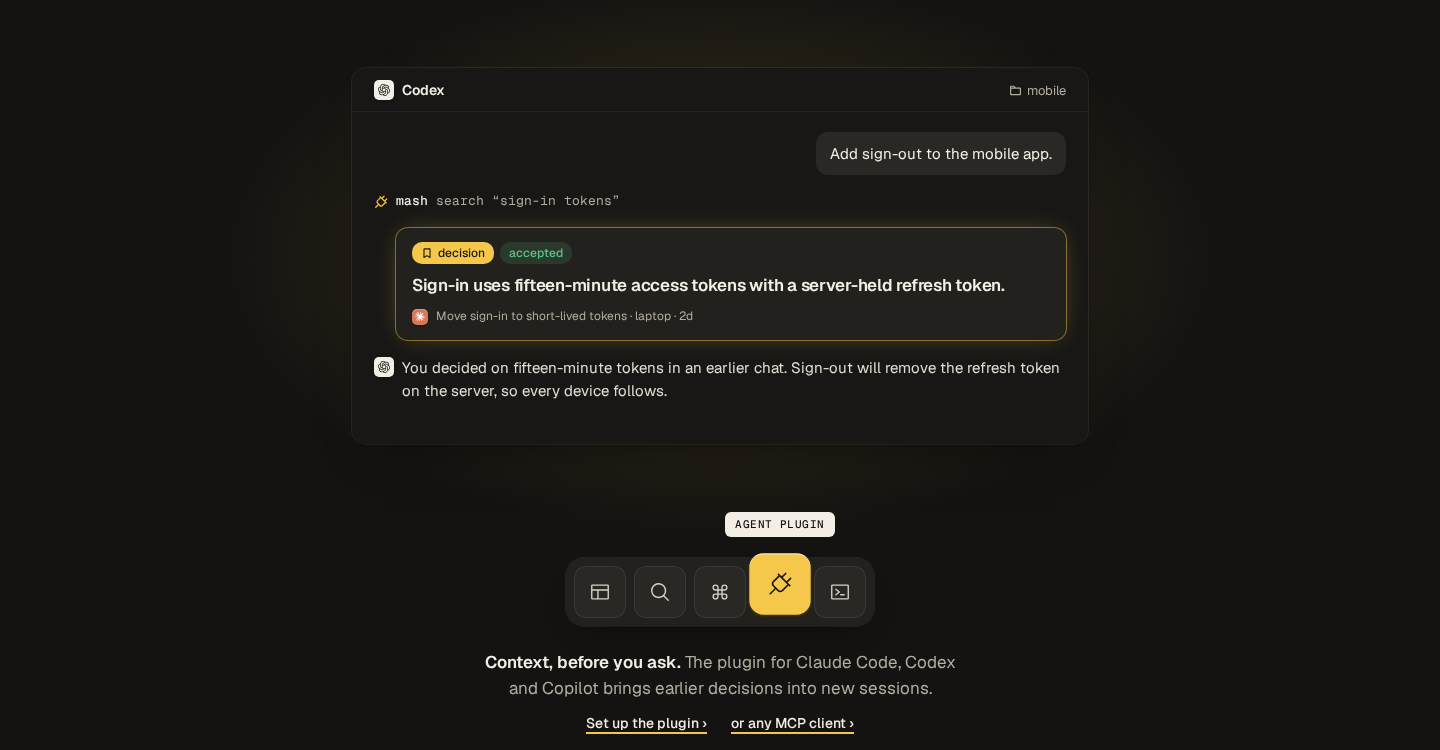 Codex
mobile
Add sign-out to the mobile app.
mash search “sign-in tokens”
decision
accepted
Sign-in uses fifteen-minute access tokens with a server-held refresh token.
Move sign-in to short-lived tokens · laptop · 2d
You decided on fifteen-minute tokens in an earlier chat. Sign-out will remove the refresh token
on the server, so every device follows.
AGENT PLUGIN
Context, before you ask. The plugin for Claude Code, Codex
and Copilot brings earlier decisions into new sessions.
Set up the plugin ›
or any MCP client ›